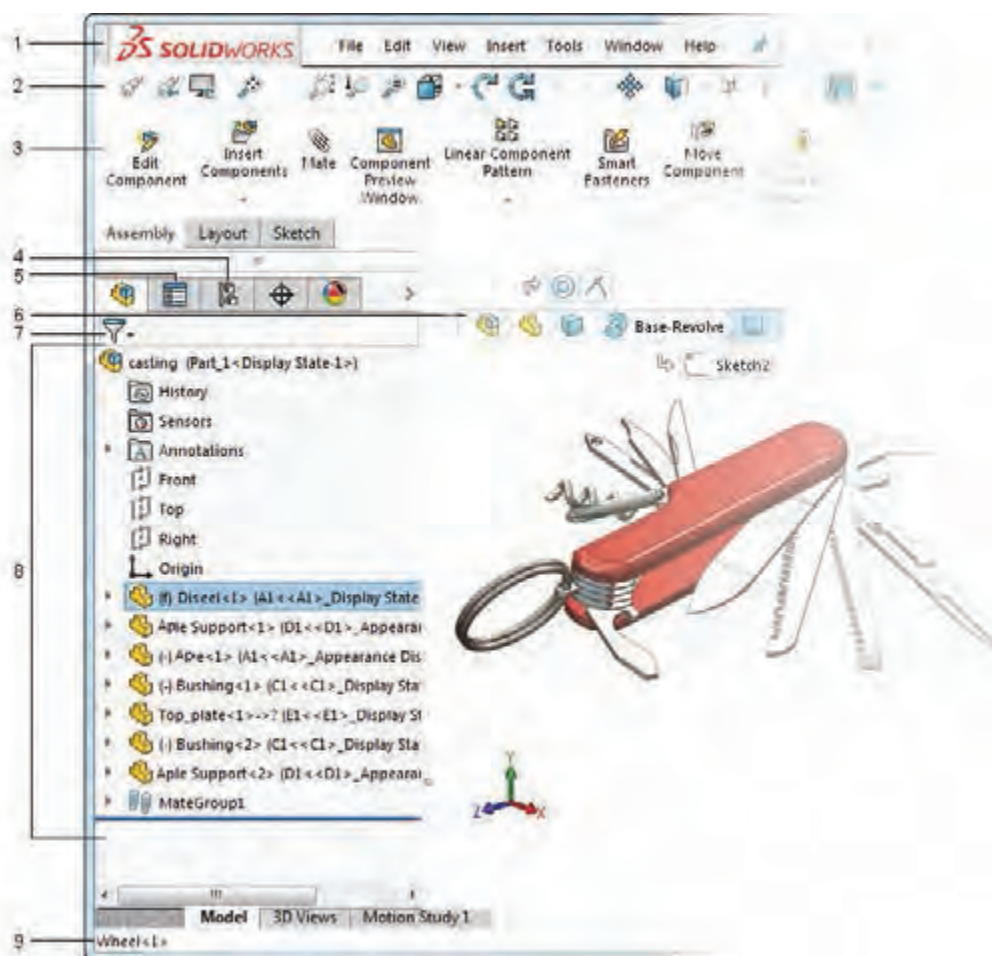 1 DS SOLIDWORKS File Edit View Insert Tools Window Help
2
3 Edit Component Insert Components Mate Component Preview Window Linear Component Pattern Smart Fasteners Move Component
Assembly Layout Sketch
4
5
6 Base-Revolve
7
Sketch2
casting (Part_1<Display State-1>)
History
Sensors
A Annotations
Front
Top
Right
Origin
8
(f) Diseel<1> (A1<<A1>_Display State
Aple Support<1> (D1<<D1>_Appearai
(-) Ape<1> (A1<<A1>_Appearance Dis
(-) Bushing<1> (C1<<C1>_Display Sta
Top_plate<1>->? (E1<<E1>_Display St
(-) Bushing<2> (C1<<C1>_Display Sta
Aple Support<2> (D1<<D1>_Appearai
MateGroup1
Y
Z X
Model 3D Views Motion Study 1
9 Wheel<1>